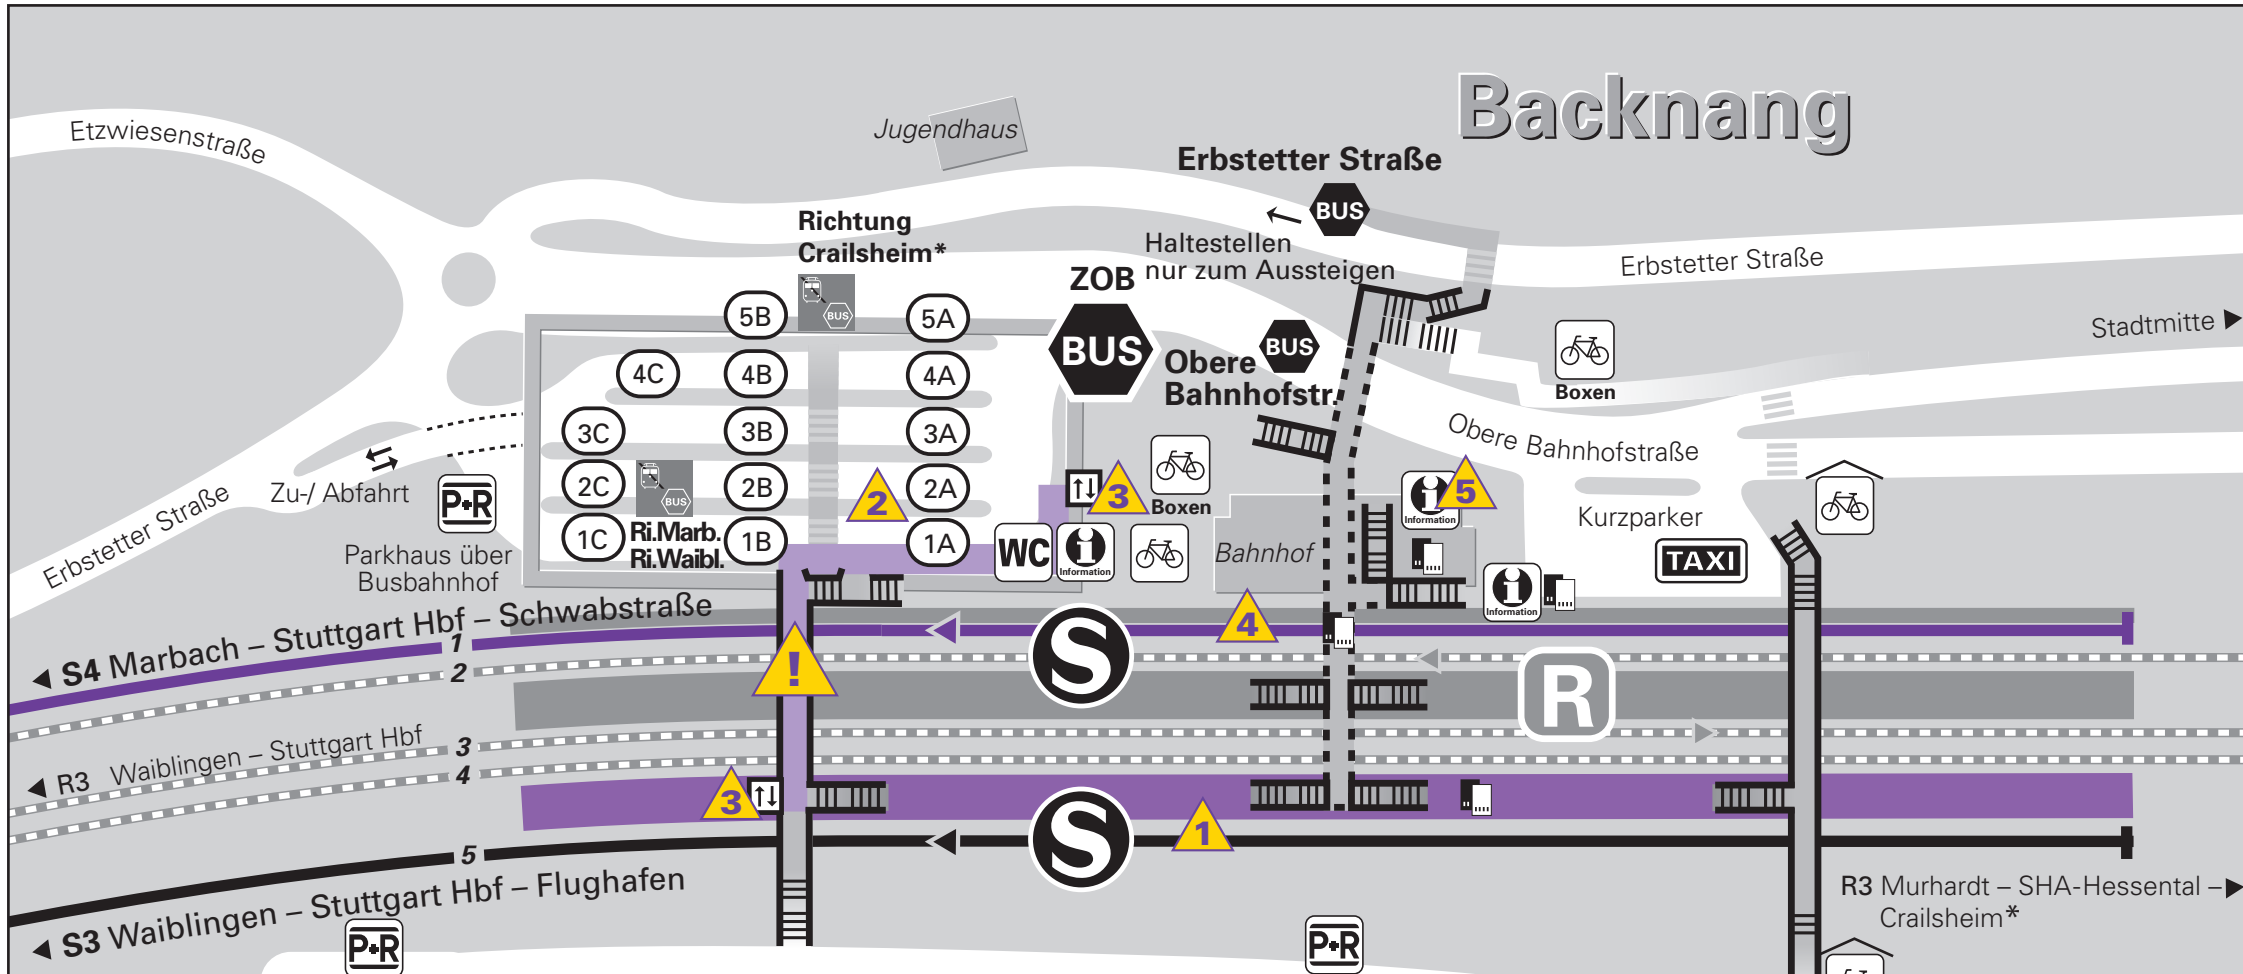 Backnang
Etzwiesenstraße
Jugendhaus
Erbstetter Straße
BUS
Haltestellen
nur zum Aussteigen
Richtung
Crailsheim*
BUS
ZOB
BUS
Erbstetter Straße
Stadtmitte
5B
5A
4C
4B
4A
3C
3B
3A
2C
2B
2A
1C
1B
1A
BUS
Ri.Marb.
Ri.Waibl.
Obere
Bahnhofstr.
BUS
Boxen
Obere Bahnhofstraße
Zu-/ Abfahrt
Erbstetter Straße
P+R
Parkhaus über
Busbahnhof
2
3
Boxen
WC
Information
Bahnhof
5
Information
Information
Kurzparker
TAXI
S4 Marbach – Stuttgart Hbf – Schwabstraße
1
2
!
S
4
R
R3 Waiblingen – Stuttgart Hbf
3
4
3
S
1
5
S3 Waiblingen – Stuttgart Hbf – Flughafen
R3 Murhardt – SHA-Hessental –
Crailsheim*
P+R
P+R